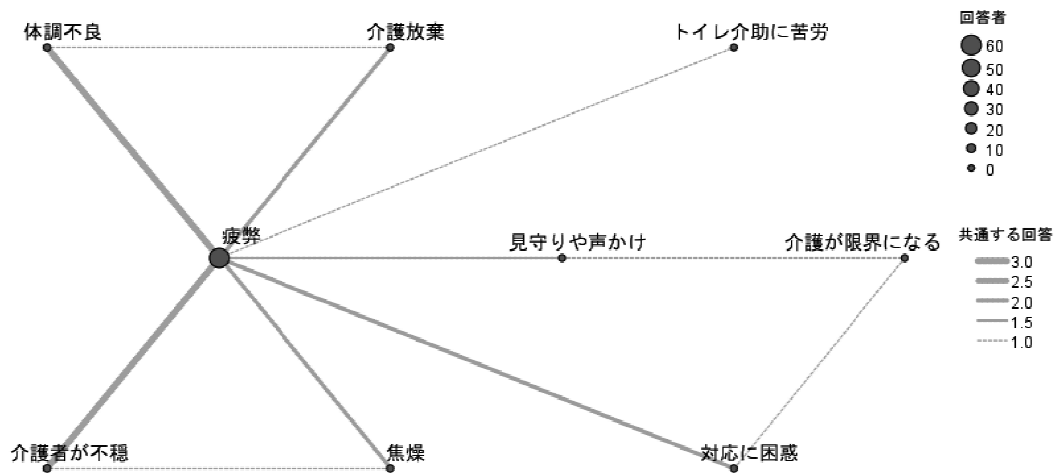 体調不良
介護放棄
トイレ介助に苦労
回答者
60
50
40
30
20
10
0
疲弊
見守りや声かけ
介護が限界になる
共通する回答
3.0
2.5
2.0
1.5
1.0
介護者が不穏
焦燥
対応に困惑